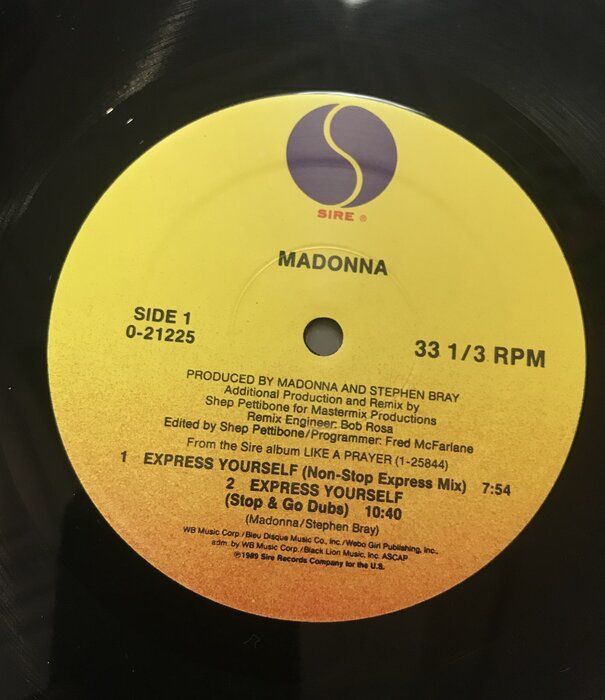 SIRE ®
MADONNA
SIDE 1
0-21225
33 1/3 RPM
PRODUCED BY MADONNA AND STEPHEN BRAY
Additional Production and Remix by
Shep Pettibone for Mastermix Productions
Remix Engineer: Bob Rosa
Edited by Shep Pettibone/Programmer: Fred McFarlane
From the Sire album LIKE A PRAYER (1-25844)
1 EXPRESS YOURSELF (Non-Stop Express Mix) 7:54
2 EXPRESS YOURSELF
(Stop & Go Dubs) 10:40
(Madonna/Stephen Bray)
WB Music Corp./Bleu Disque Music Co., Inc./Webo Girl Publishing, Inc.,
adm. by WB Music Corp./Black Lion Music, Inc. ASCAP
℗1989 Sire Records Company for the U.S.